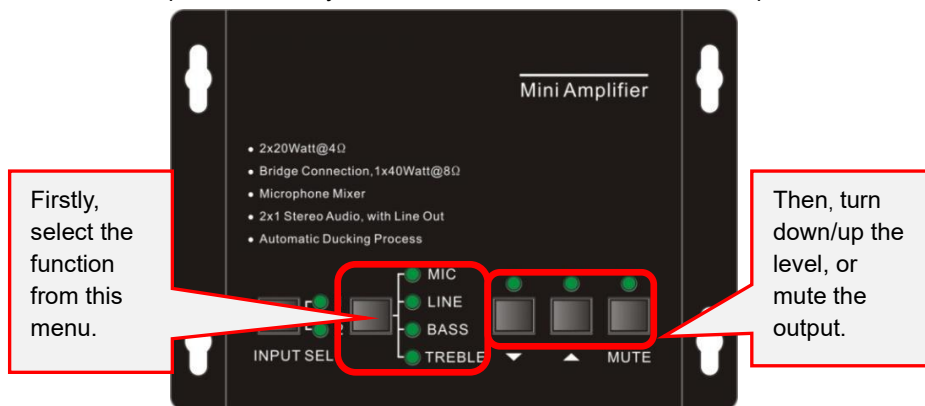 Mini Amplifier
• 2x20Watt@4Ω
• Bridge Connection,1x40Watt@8Ω
• Microphone Mixer
• 2x1 Stereo Audio, with Line Out
• Automatic Ducking Process
Firstly,
select the
function
from this
menu.
Then, turn
down/up the
level, or
mute the
output.
MIC
LINE
BASS
TREBLE
INPUT SEL
MUTE